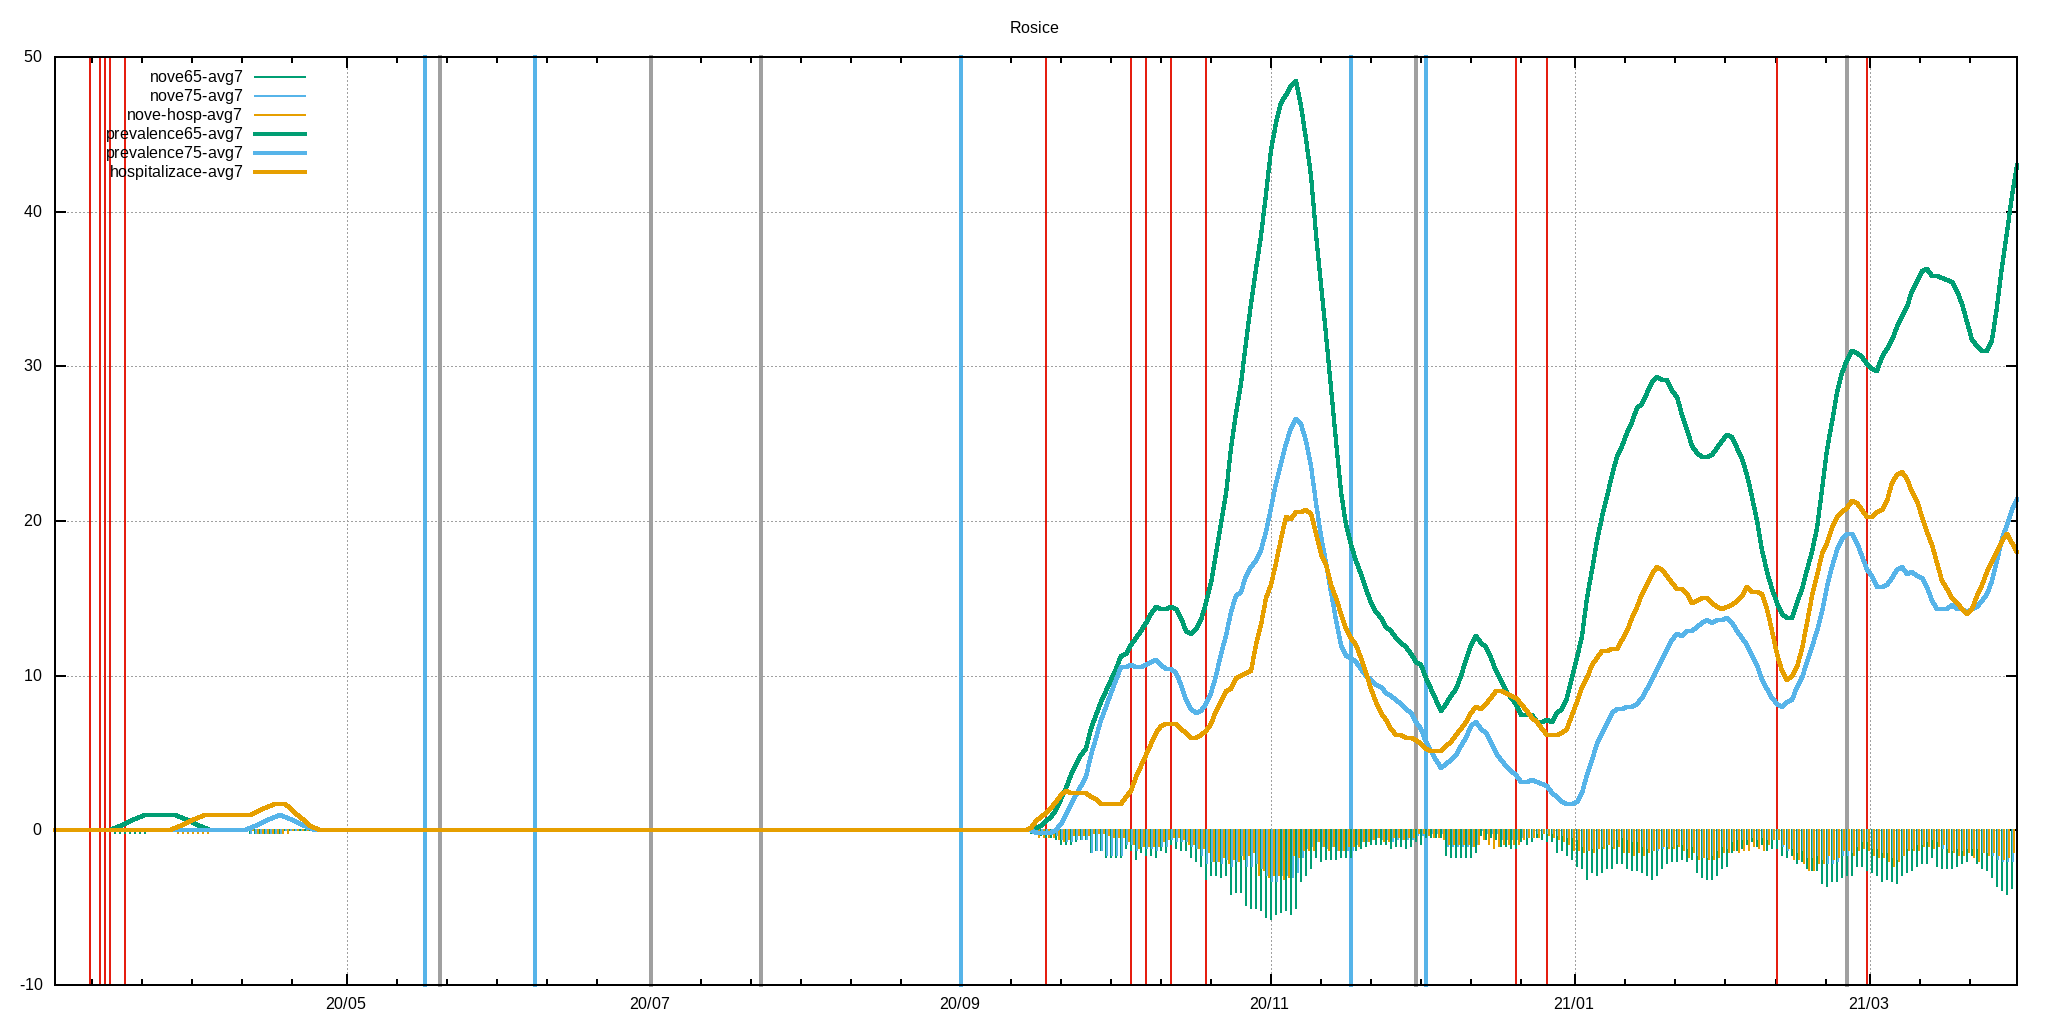 Rosice
50
nove65-avg7
nove75-avg7
nove-hosp-avg7
prevalence65-avg7
prevalence75-avg7
hospitalizace-avg7
40
30
20
10
0
-10
20/05 20/07 20/09 20/11 21/01 21/03